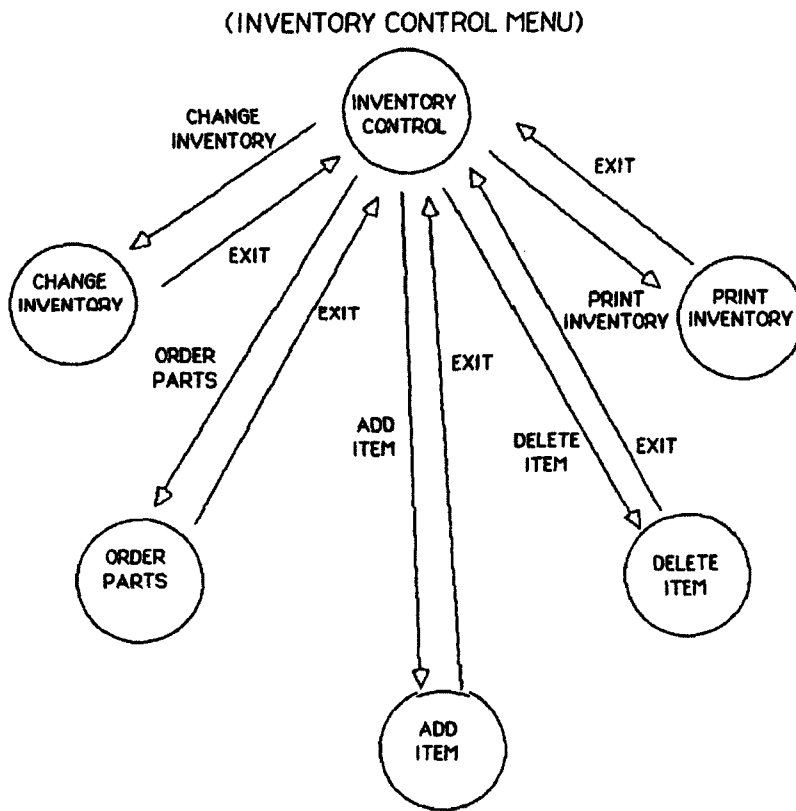 (INVENTORY CONTROL MENU)
INVENTORY
CONTROL
CHANGE
INVENTORY
EXIT
EXIT
CHANGE
INVENTORY
EXIT
PRINT
INVENTORY
PRINT
INVENTORY
ORDER
PARTS
EXIT
ADD
ITEM
DELETE
ITEM
EXIT
ORDER
PARTS
DELETE
ITEM
ADD
ITEM